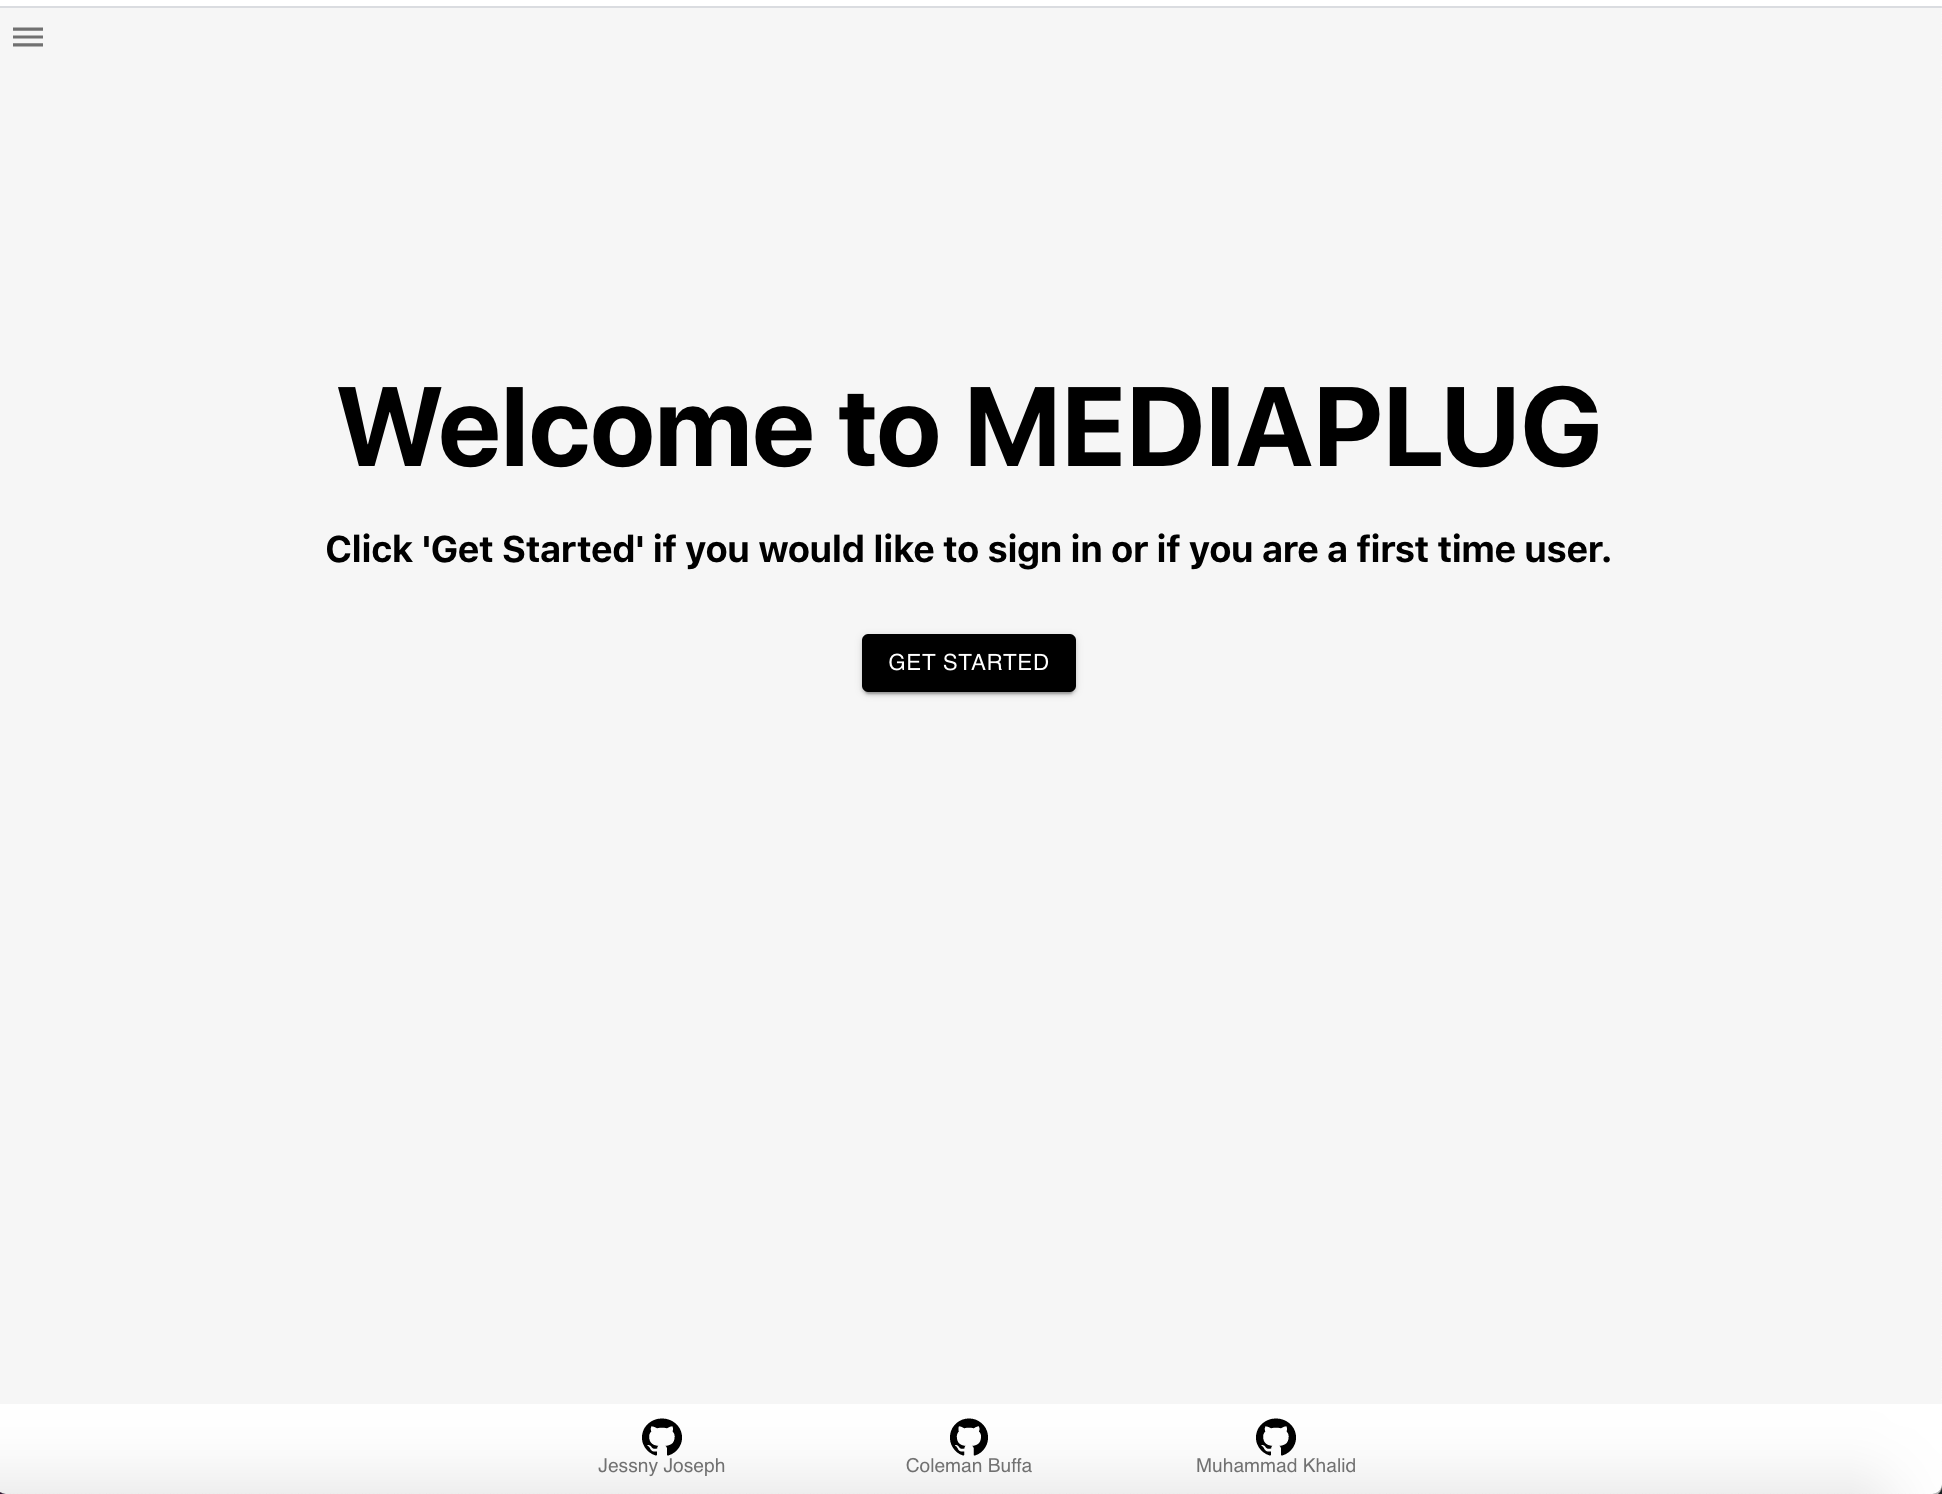 Welcome to MEDIAPLUG
Click 'Get Started' if you would like to sign in or if you are a first time user.
GET STARTED
Jessny Joseph
Coleman Buffa
Muhammad Khalid